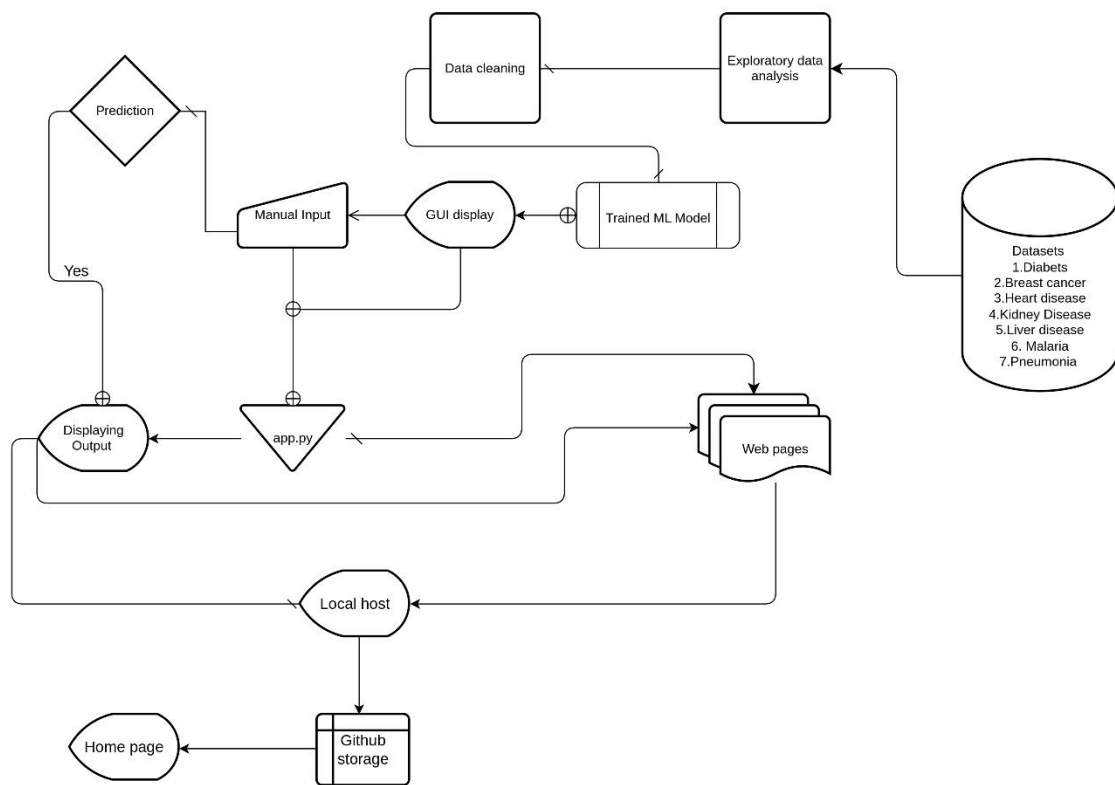 Data cleaning
Exploratory data
analysis
Prediction
Manual Input
GUI display
Trained ML Model
Datasets
1.Diabets
2.Breast cancer
3.Heart disease
4.Kidney Disease
5.Liver disease
6. Malaria
7.Pneumonia
Yes
Displaying
Output
app.py
Web pages
Local host
Home page
Github
storage